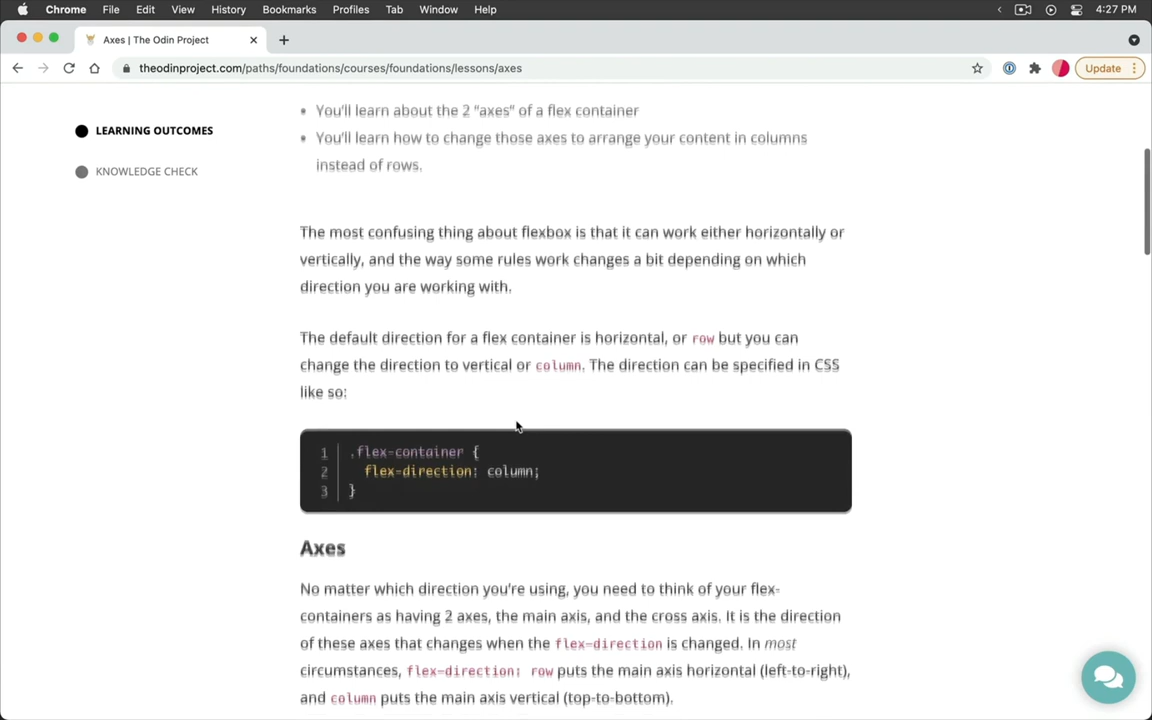 Chrome File Edit View History Bookmarks Profiles Tab Window Help 4:27 PM
Axes | The Odin Project
theodinproject.com/paths/foundations/courses/foundations/lessons/axes Update
LEARNING OUTCOMES
KNOWLEDGE CHECK
You'll learn about the 2 "axes" of a flex container
You'll learn how to change those axes to arrange your content in columns
instead of rows.
The most confusing thing about flexbox is that it can work either horizontally or
vertically, and the way some rules work changes a bit depending on which
direction you are working with.
The default direction for a flex container is horizontal, or row but you can
change the direction to vertical or column. The direction can be specified in CSS
like so:
1 .flex-container {
2 flex-direction: column;
3 }
Axes
No matter which direction you're using, you need to think of your flex-
containers as having 2 axes, the main axis, and the cross axis. It is the direction
of these axes that changes when the flex-direction is changed. In most
circumstances, flex-direction: row puts the main axis horizontal (left-to-right),
and column puts the main axis vertical (top-to-bottom).